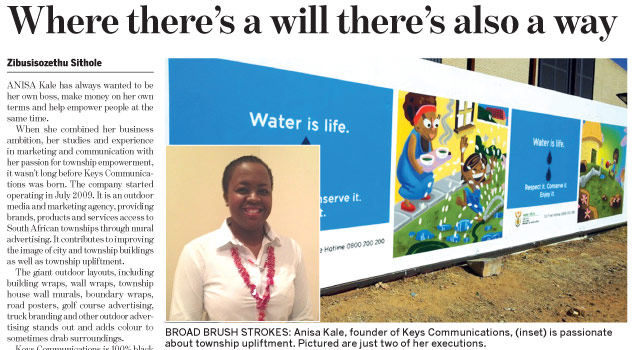 Where there's a will there's also a way
Zibusisozethu Sithole
ANISA Kale has always wanted to be
her own boss, make money on her own
terms and help empower people at the
same time.
When she combined her business
ambition, her studies and experience
in marketing and communication with
her passion for township empowerment,
it wasn't long before Keys Communica-
tions was born. The company started
operating in July 2009. It is an outdoor
media and marketing agency, providing
brands, products and services access to
South African townships through mural
advertising. It contributes to improving
the image of city and township buildings
as well as township upliftment.
The giant outdoor layouts, including
building wraps, wall wraps, township
house wall murals, boundary wraps,
road posters, golf course advertising,
truck branding and other outdoor adver-
tising stands out and adds colour to
sometimes drab surroundings.
Keys Communications is 100% black
Water is life.
nserve it.
it.
e Hotline 0800 200 200
Water is life.
Respect it. Conserve it.
Enjoy it.
BROAD BRUSH STROKES: Anisa Kale, founder of Keys Communications, (inset) is passionate
about township upliftment. Pictured are just two of her executions.